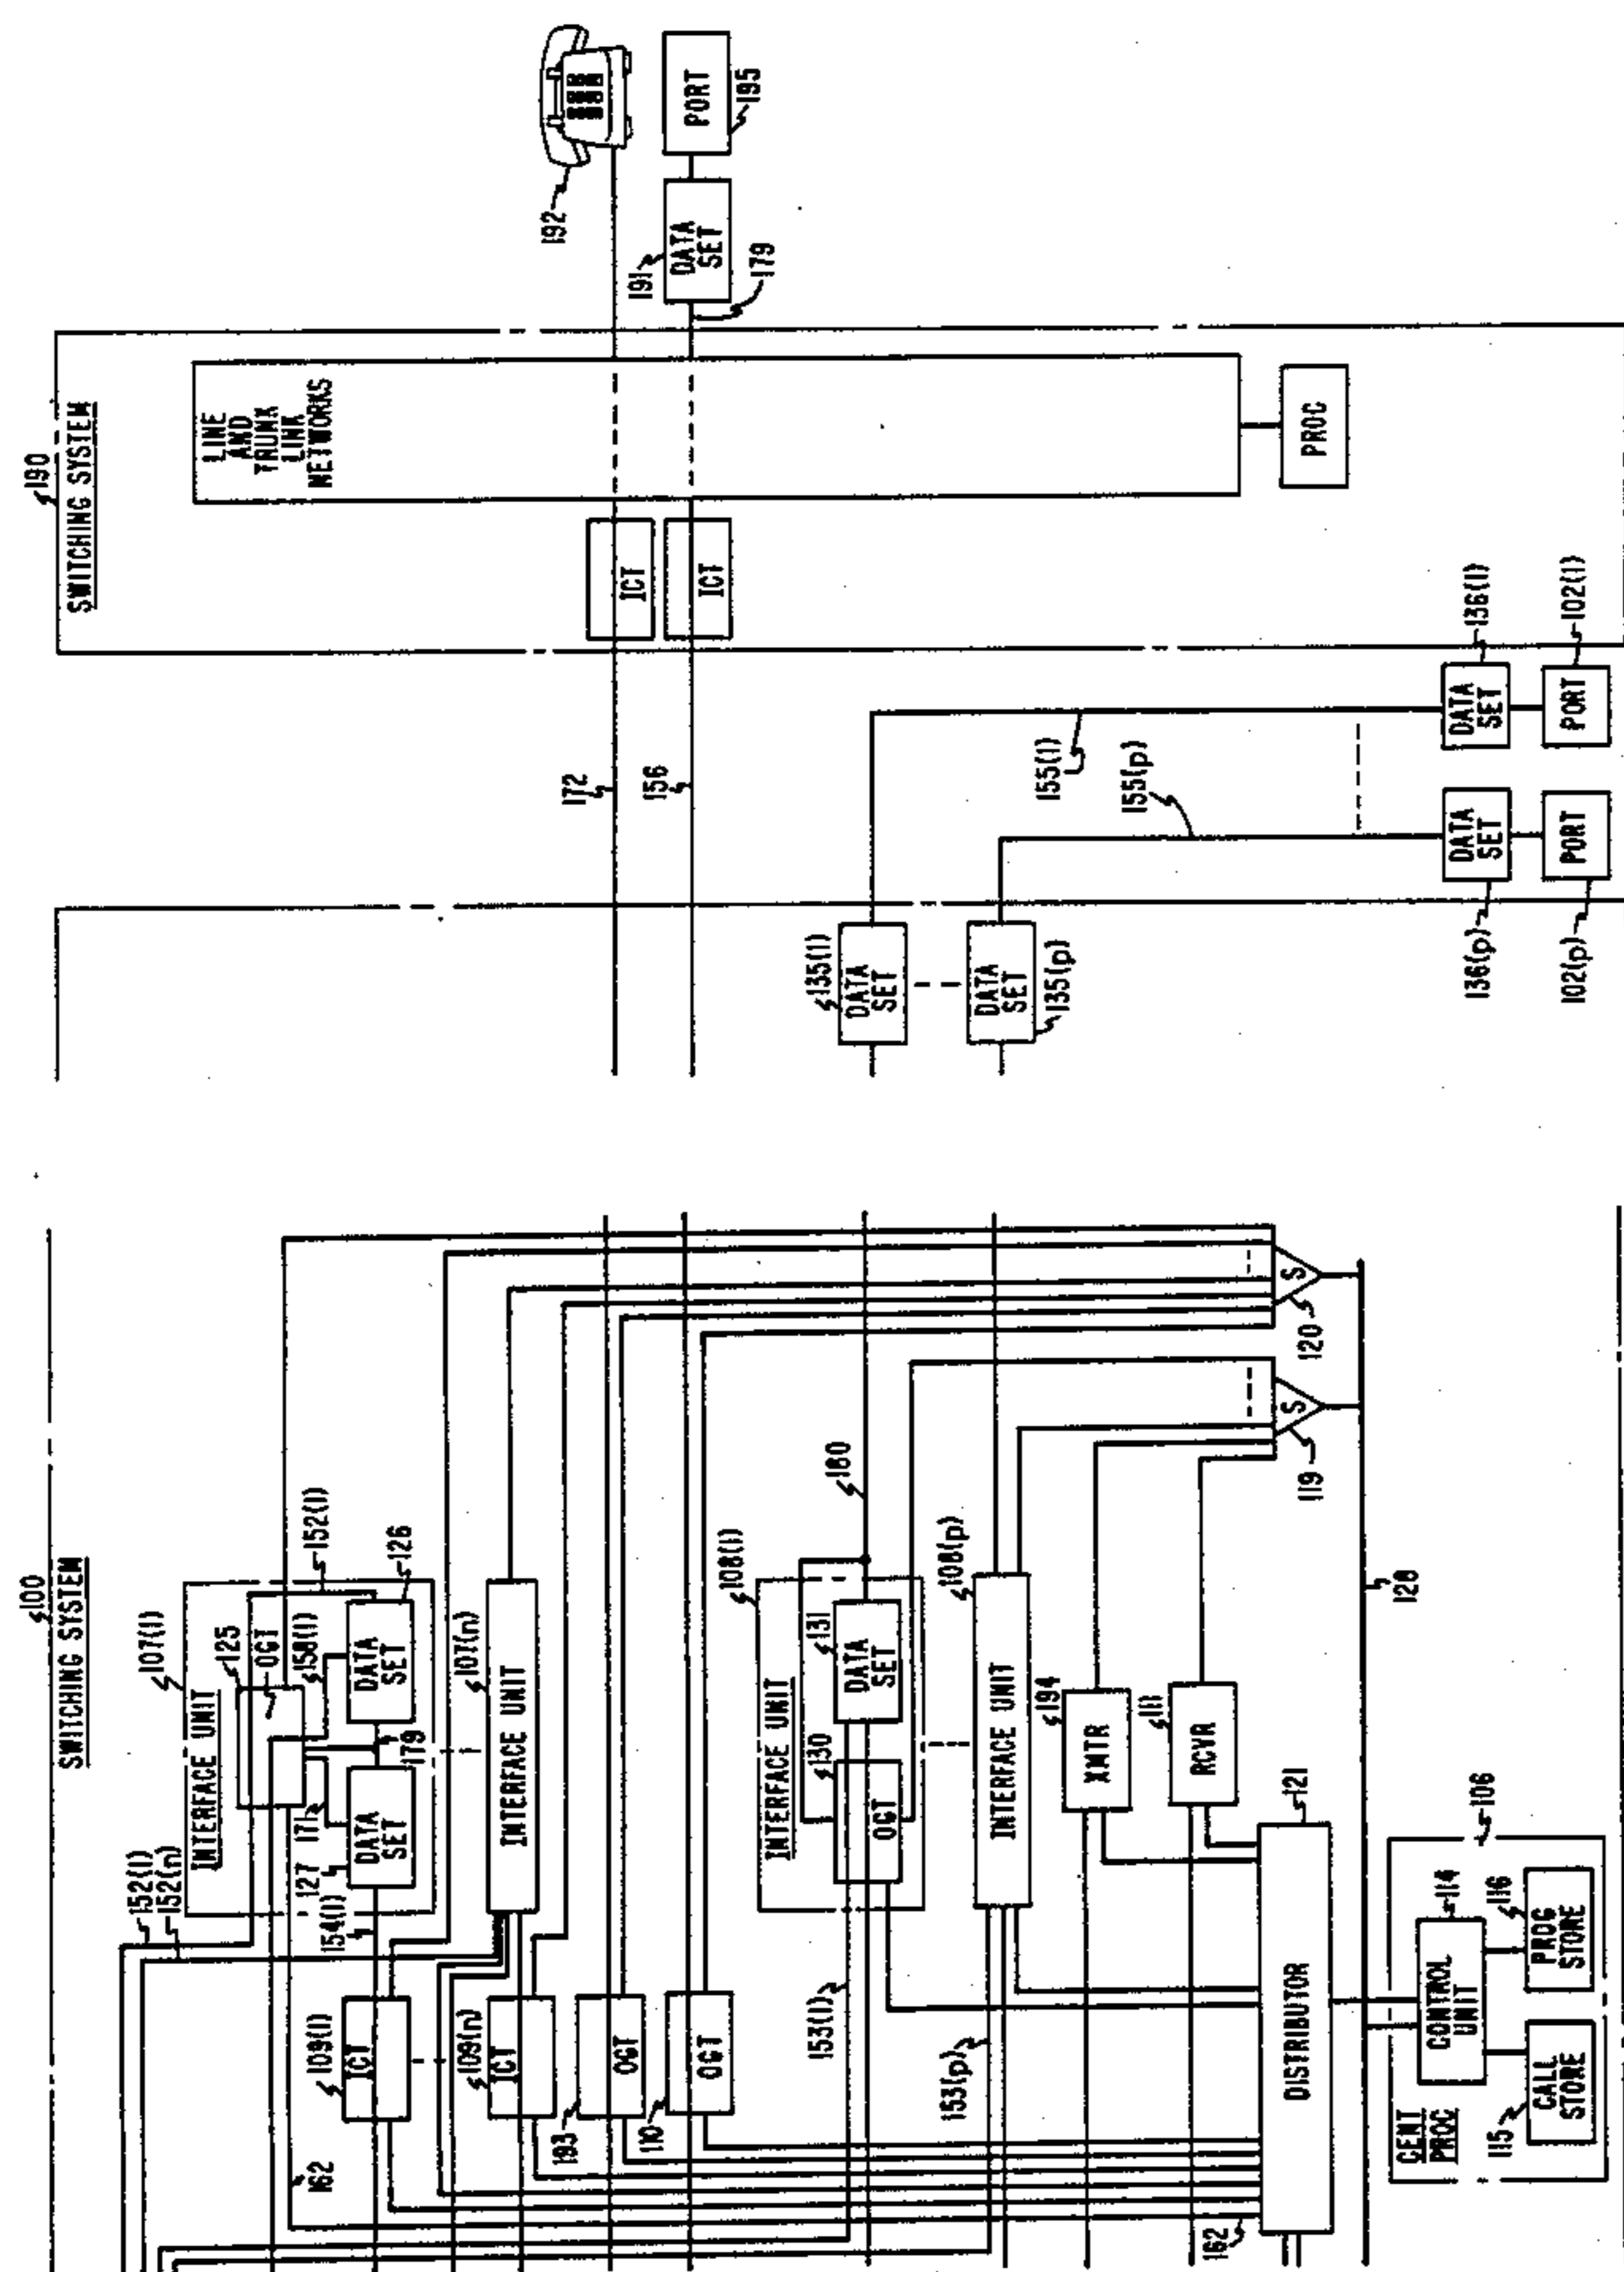 190
SWITCHING SYSTEM
LINE
AND
TRUNK
LINK
NETWORKS
PROC
ICT
ICT
192
191
DATA
SET
PORT
195
179
172
156
155(1)
155(p)
135(1)
DATA
SET
DATA
SET
135(p)
DATA
SET
136(1)
PORT
102(1)
DATA
SET
136(p)
PORT
102(p)
100
SWITCHING SYSTEM
107(1)
INTERFACE UNIT
125
OGT
158(1)
152(1)
126
DATA
SET
179
171
127
DATA
SET
154(1)
152(1)
152(n)
107(n)
INTERFACE UNIT
109(1)
ICT
109(n)
ICT
193
OGT
110
OGT
162
162
108(1)
INTERFACE UNIT
130
OGT
131
DATA
SET
180
108(p)
INTERFACE UNIT
153(1)
153(p)
194
XMTR
111
RCVR
S
120
S
119
128
121
DISTRIBUTOR
106
CENT
PROC
114
CONTROL
UNIT
116
PROG
STORE
115
CALL
STORE